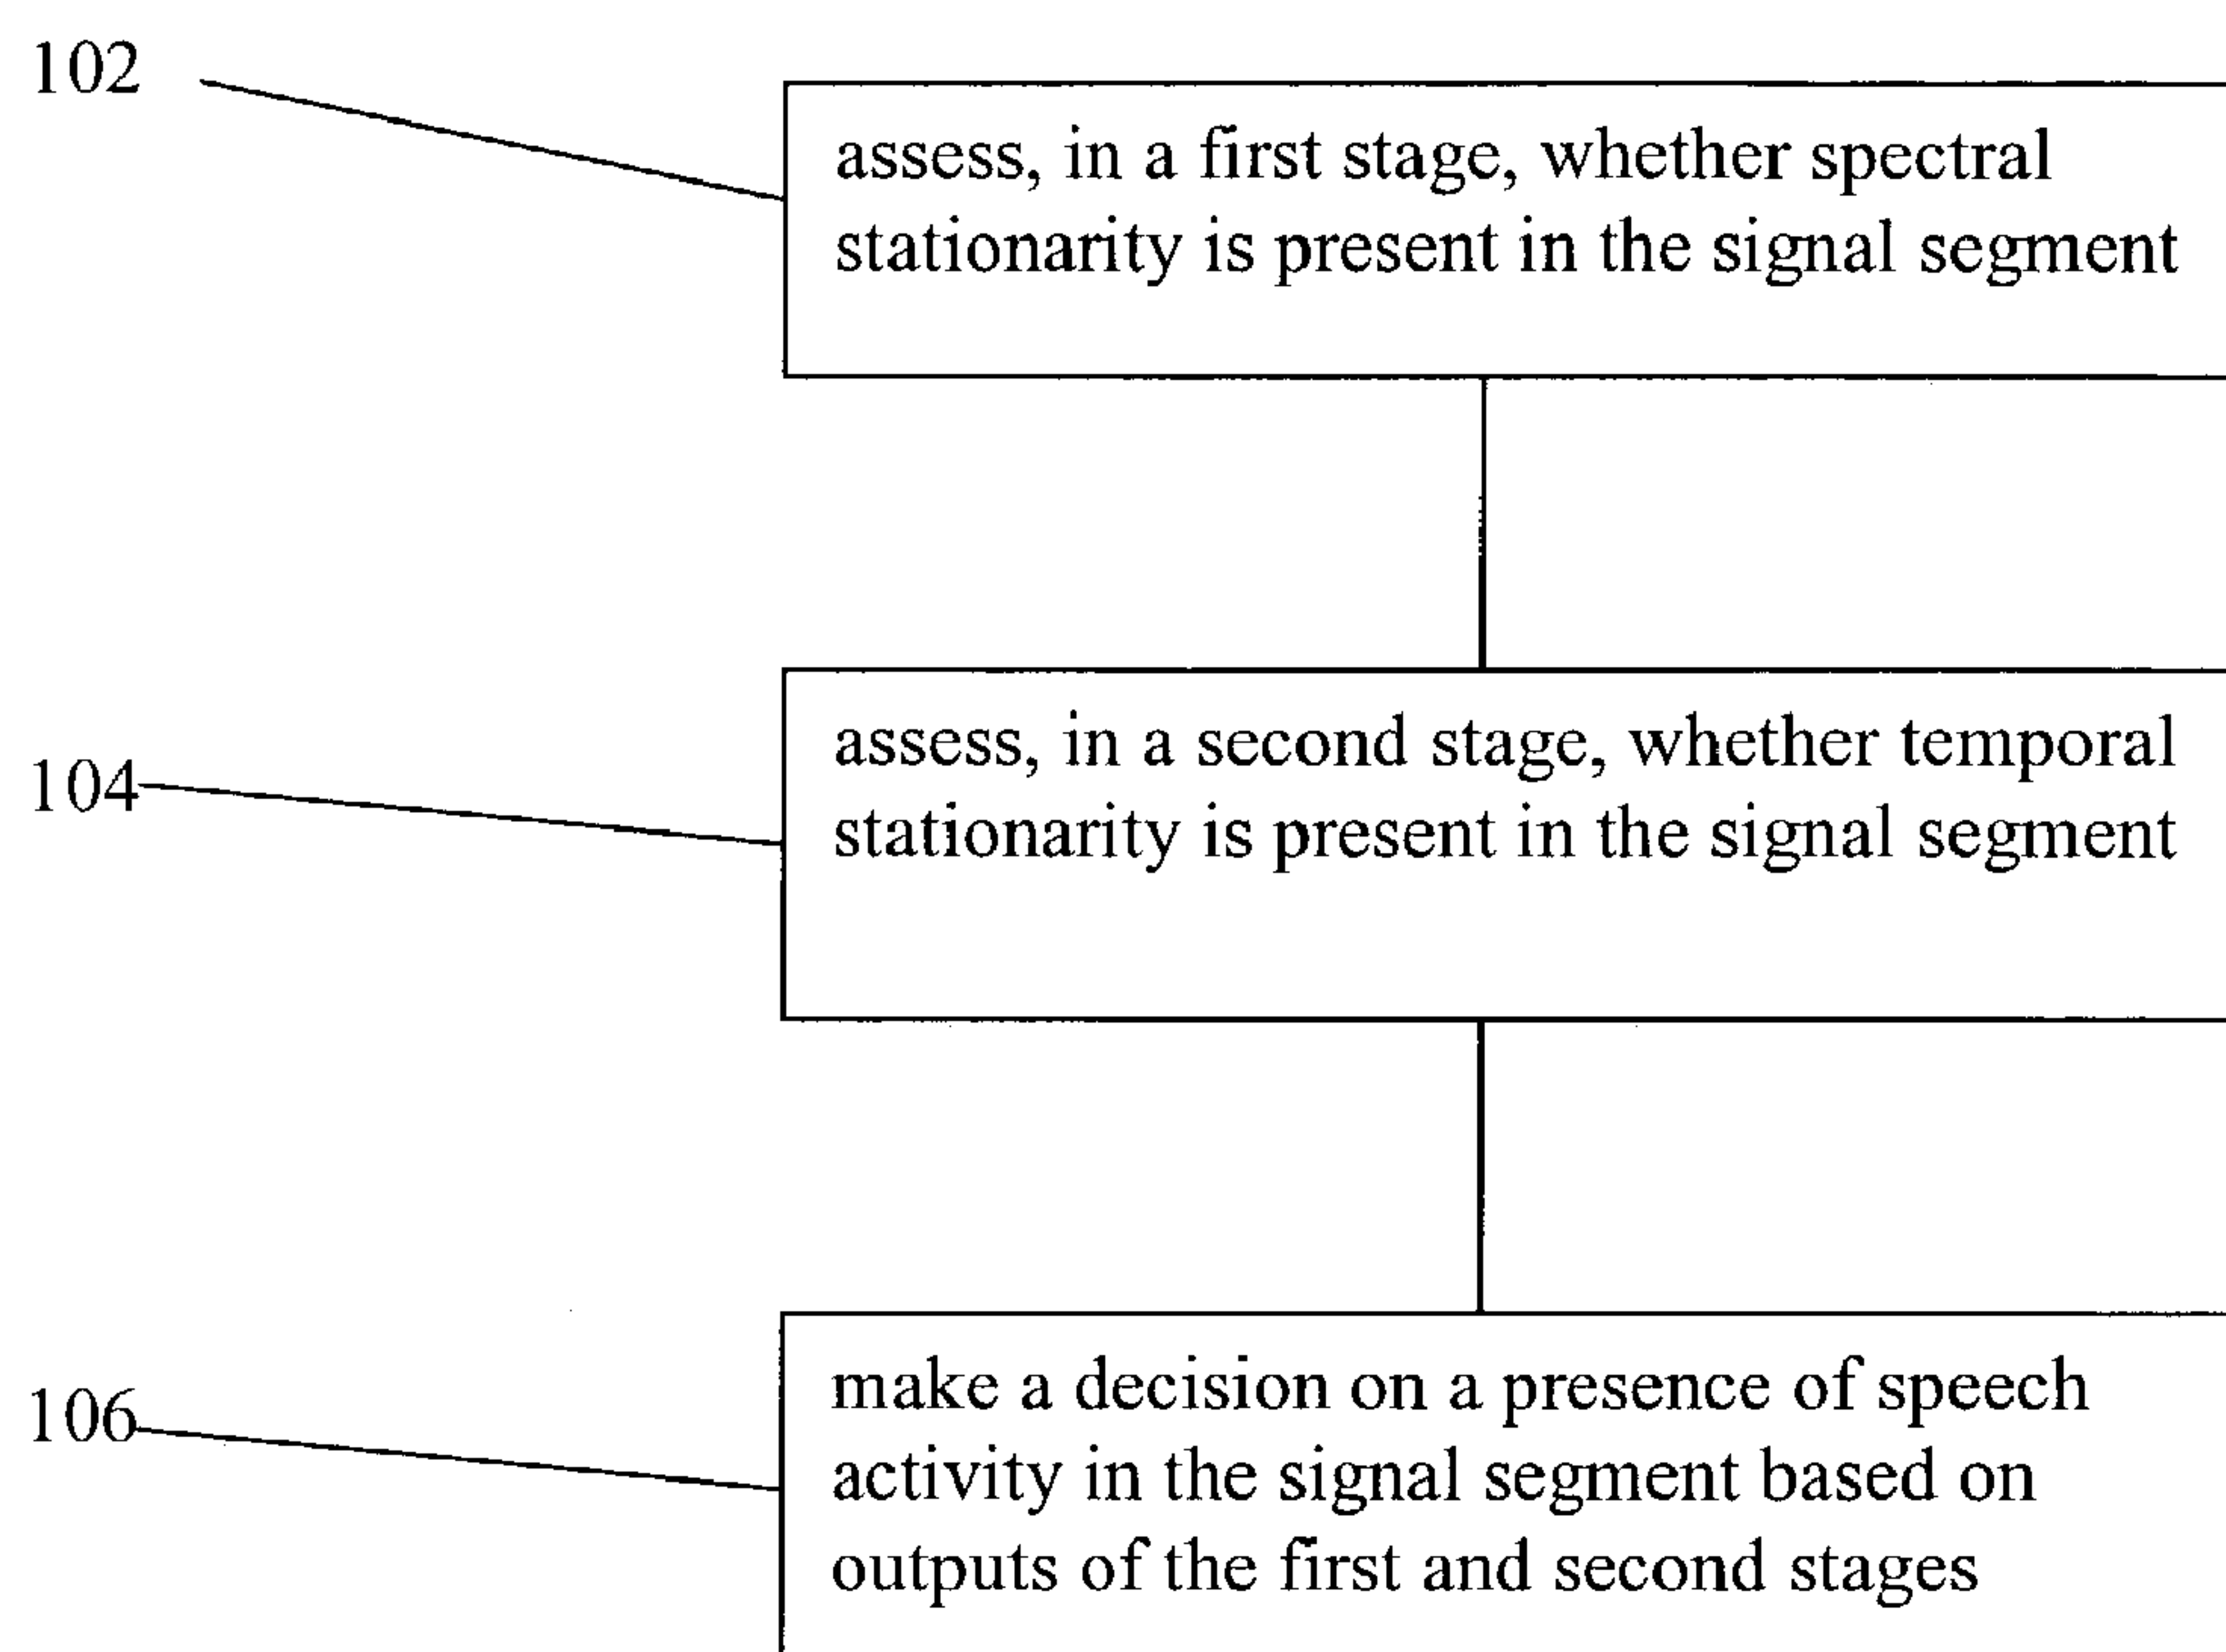 102
assess, in a first stage, whether spectral
stationarity is present in the signal segment
104
assess, in a second stage, whether temporal
stationarity is present in the signal segment
106
make a decision on a presence of speech
activity in the signal segment based on
outputs of the first and second stages